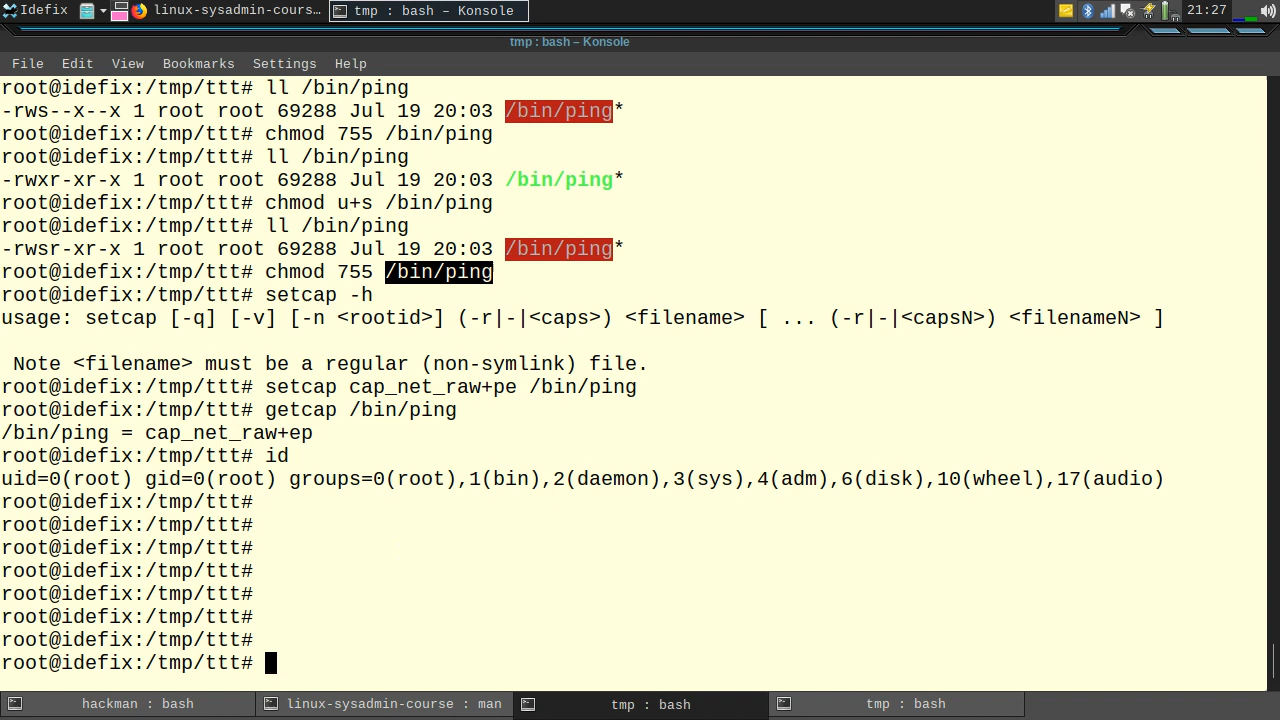 Idefix linux-sysadmin-cours… tmp : bash – Konsole 21:27
tmp : bash – Konsole
File Edit View Bookmarks Settings Help
root@idefix:/tmp/ttt# ll /bin/ping
-rws--x--x 1 root root 69288 Jul 19 20:03 /bin/ping*
root@idefix:/tmp/ttt# chmod 755 /bin/ping
root@idefix:/tmp/ttt# ll /bin/ping
-rwxr-xr-x 1 root root 69288 Jul 19 20:03 /bin/ping*
root@idefix:/tmp/ttt# chmod u+s /bin/ping
root@idefix:/tmp/ttt# ll /bin/ping
-rwsr-xr-x 1 root root 69288 Jul 19 20:03 /bin/ping*
root@idefix:/tmp/ttt# chmod 755 /bin/ping
root@idefix:/tmp/ttt# setcap -h
usage: setcap [-q] [-v] [-n <rootid>] (-r|-|<caps>) <filename> [ ... (-r|-|<capsN>) <filenameN> ]
Note <filename> must be a regular (non-symlink) file.
root@idefix:/tmp/ttt# setcap cap_net_raw+pe /bin/ping
root@idefix:/tmp/ttt# getcap /bin/ping
/bin/ping = cap_net_raw+ep
root@idefix:/tmp/ttt# id
uid=0(root) gid=0(root) groups=0(root),1(bin),2(daemon),3(sys),4(adm),6(disk),10(wheel),17(audio)
root@idefix:/tmp/ttt#
root@idefix:/tmp/ttt#
root@idefix:/tmp/ttt#
root@idefix:/tmp/ttt#
root@idefix:/tmp/ttt#
root@idefix:/tmp/ttt#
root@idefix:/tmp/ttt#
root@idefix:/tmp/ttt#
hackman : bash linux-sysadmin-course : man tmp : bash tmp : bash